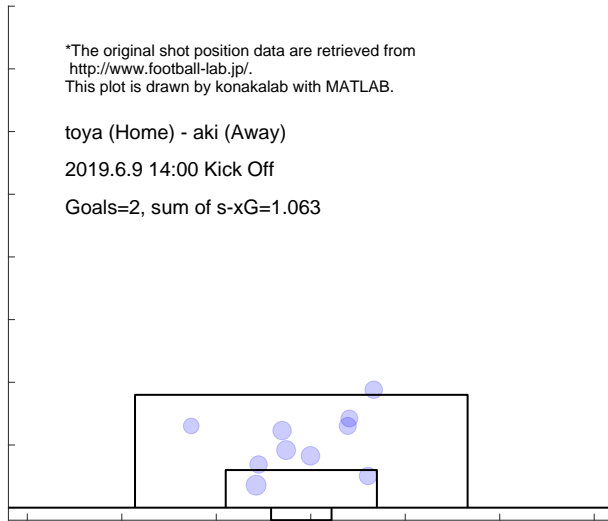 *The original shot position data are retrieved from
http://www.football-lab.jp/.
This plot is drawn by konakalab with MATLAB.
toya (Home) - aki (Away)
2019.6.9 14:00 Kick Off
Goals=2, sum of s-xG=1.063